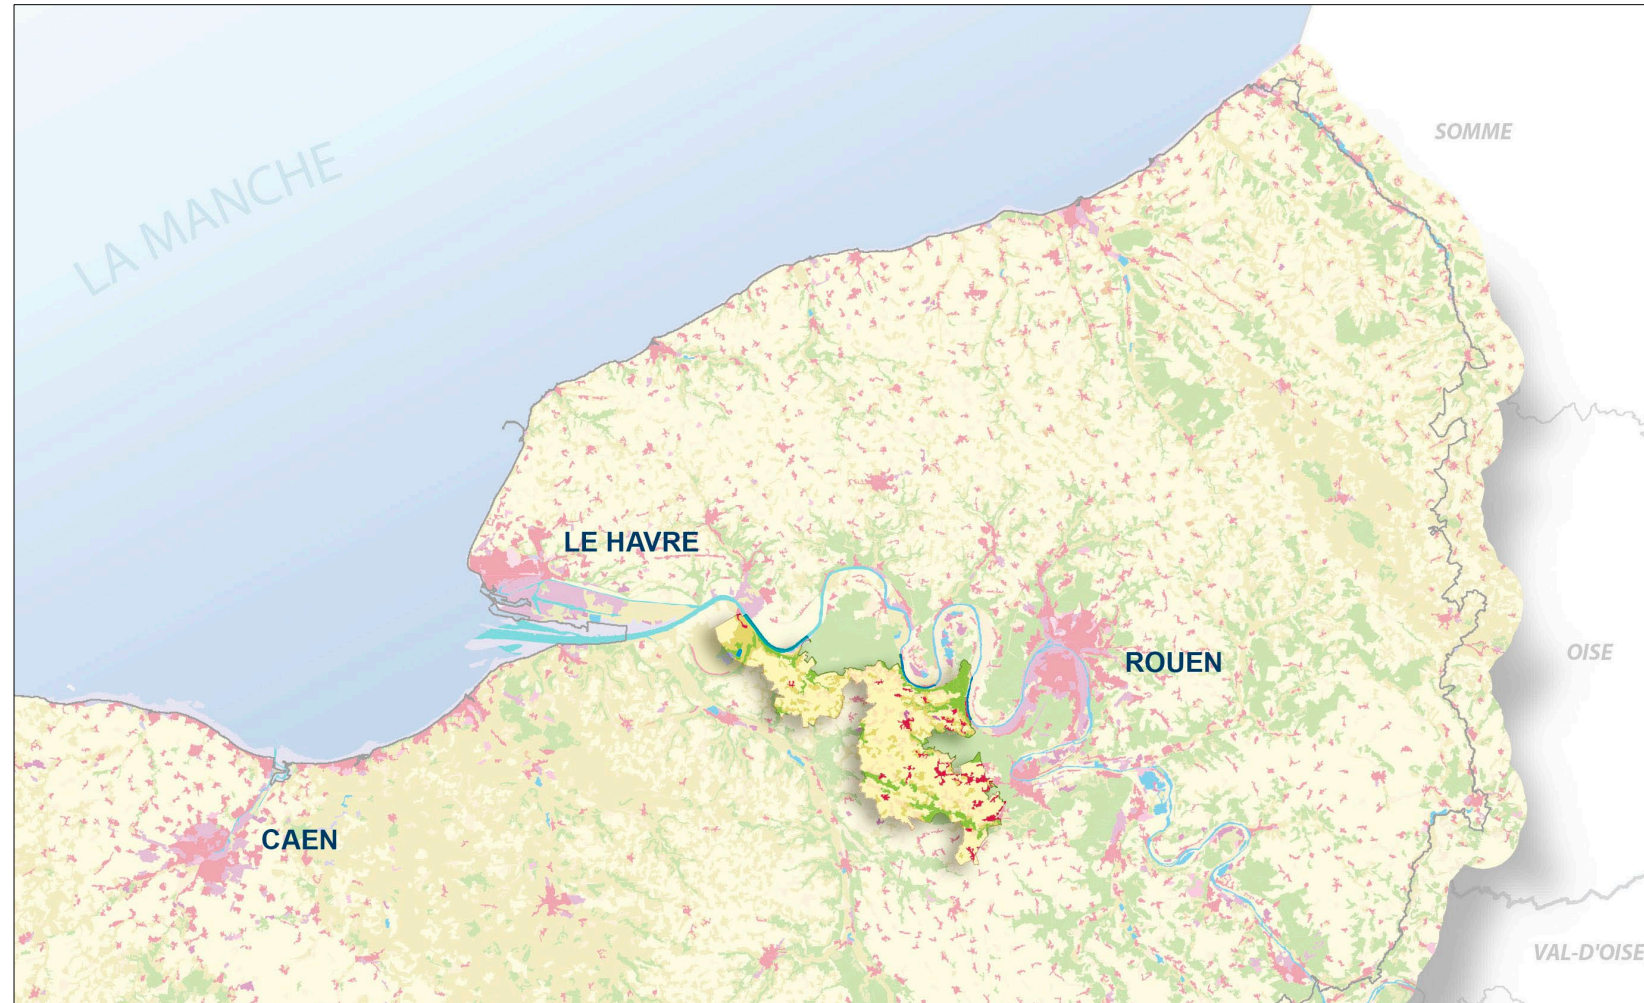 SOMME
LA MANCHE
LE HAVRE
ROUEN
OISE
CAEN
VAL-D'OISE